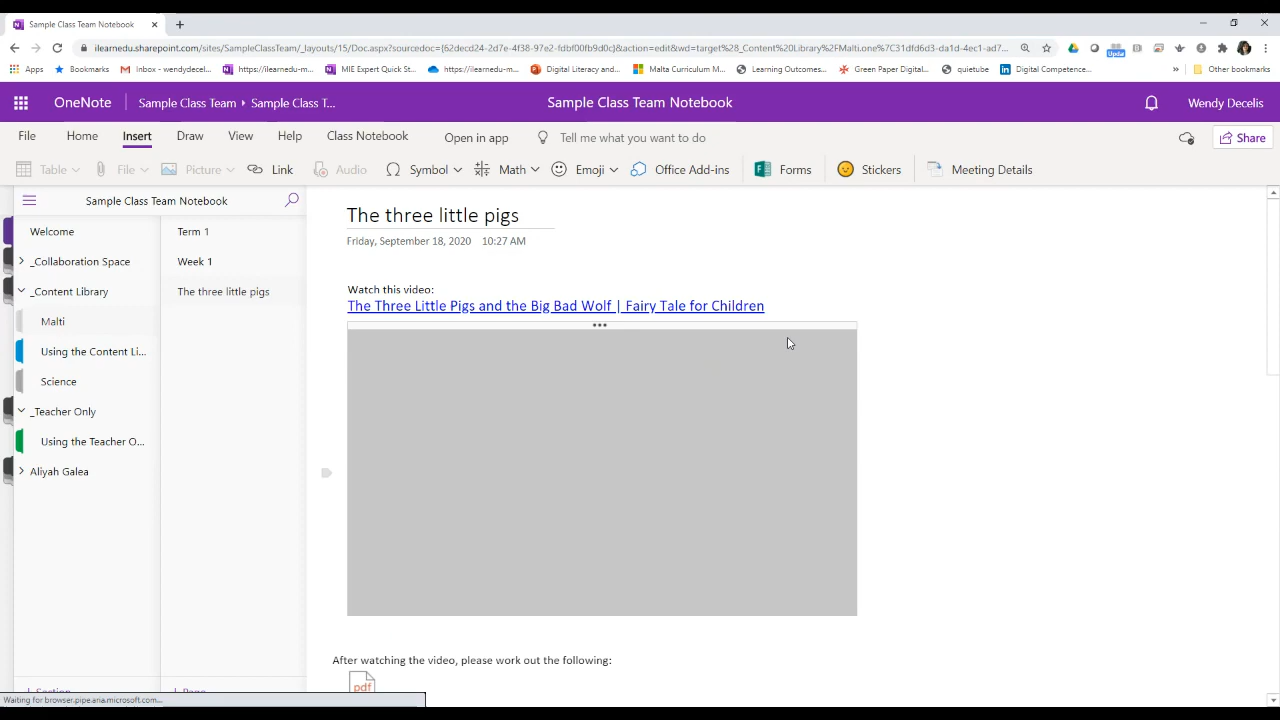 Sample Class Team Notebook
ilearnedu.sharepoint.com/sites/SampleClassTeam/_layouts/15/Doc.aspx?sourcedoc={62decd24-2d7e-4f38-97e2-fdbf00fb9d0c}&action=edit&wd=target%28_Content%20Library%2FMalti.one%7C31dfd6d3-da1d-4ec1-ad7...
Upda
Apps Bookmarks Inbox - wendydecel... https://ilearnedu-m... MIE Expert Quick St... https://ilearnedu-m... Digital Literacy and... Malta Curriculum M... Learning Outcomes... Green Paper Digital... quietube Digital Competence... » Other bookmarks
OneNote Sample Class Team Sample Class T... Sample Class Team Notebook Wendy Decelis
File Home Insert Draw View Help Class Notebook Open in app Tell me what you want to do Share
Table File Picture Link Audio Symbol Math Emoji Office Add-ins Forms Stickers Meeting Details
Sample Class Team Notebook
Welcome
_Collaboration Space
_Content Library
Malti
Using the Content Li...
Science
_Teacher Only
Using the Teacher O...
Aliyah Galea
Term 1
Week 1
The three little pigs
The three little pigs
Friday, September 18, 2020 10:27 AM
Watch this video:
The Three Little Pigs and the Big Bad Wolf | Fairy Tale for Children
After watching the video, please work out the following:
pdf
Waiting for browser.pipe.aria.microsoft.com...